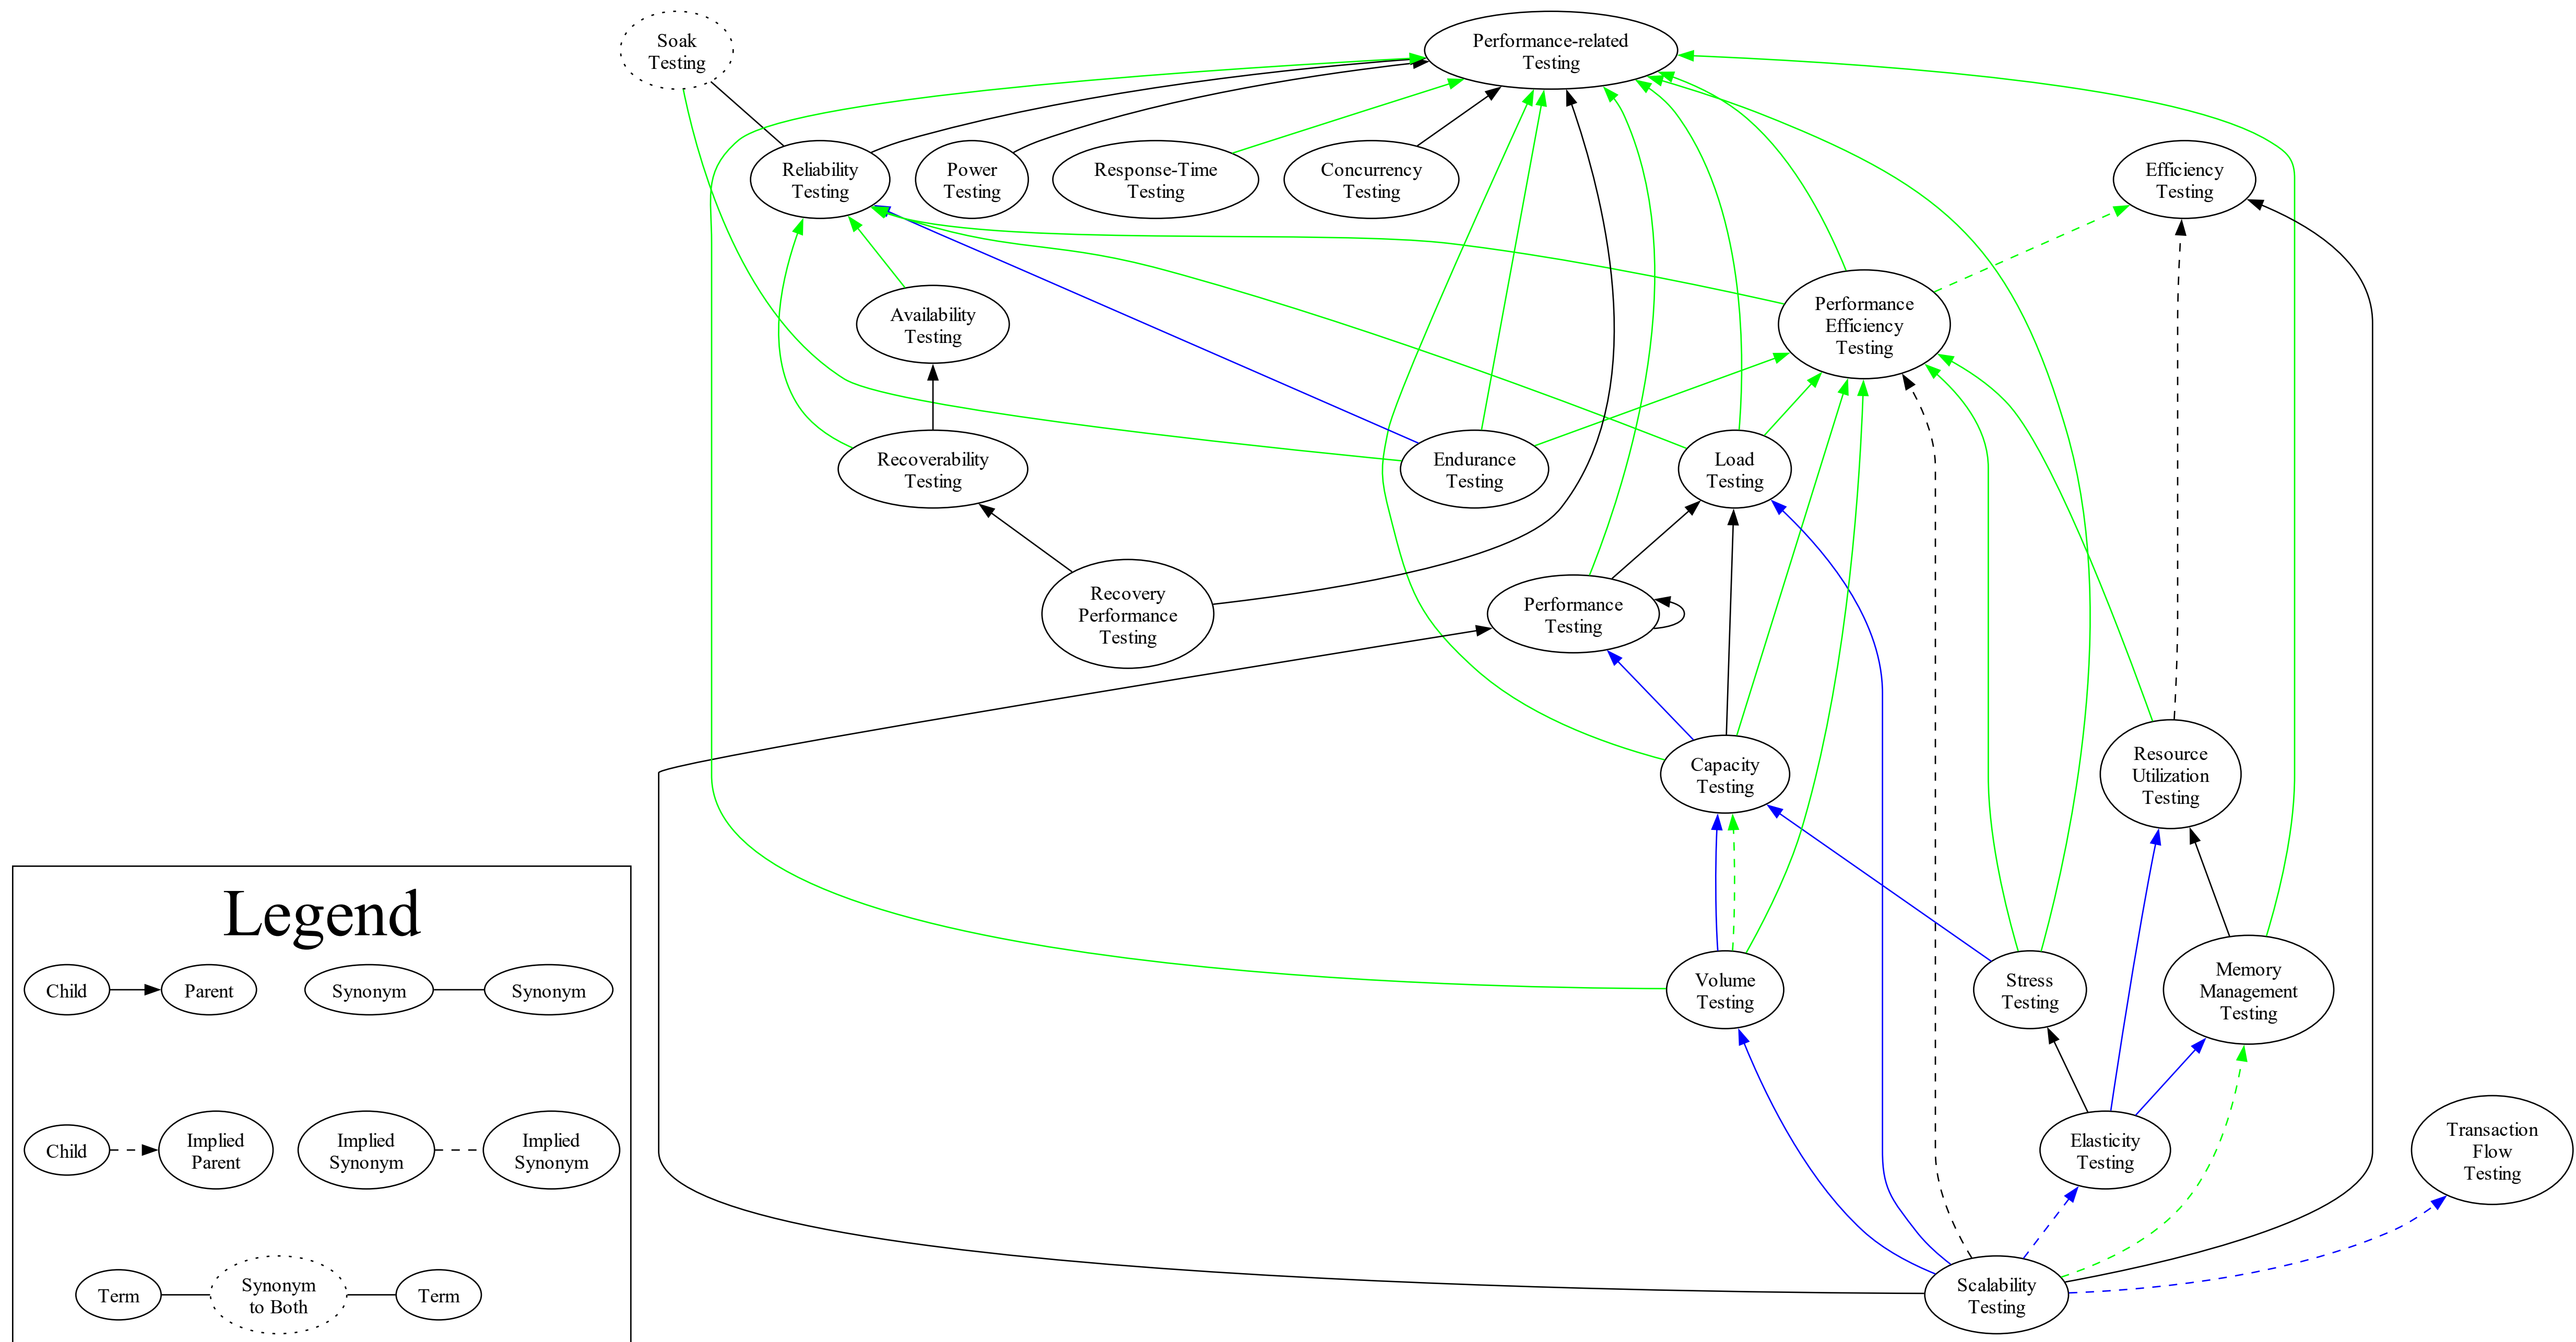 Soak
Testing
Performance-related
Testing
Reliability
Testing
Power
Testing
Response-Time
Testing
Concurrency
Testing
Efficiency
Testing
Availability
Testing
Performance
Efficiency
Testing
Recoverability
Testing
Endurance
Testing
Load
Testing
Recovery
Performance
Testing
Performance
Testing
Capacity
Testing
Resource
Utilization
Testing
Volume
Testing
Stress
Testing
Memory
Management
Testing
Elasticity
Testing
Transaction
Flow
Testing
Scalability
Testing
Legend
Child
Parent
Synonym
Synonym
Child
Implied
Parent
Implied
Synonym
Implied
Synonym
Term
Synonym
to Both
Term